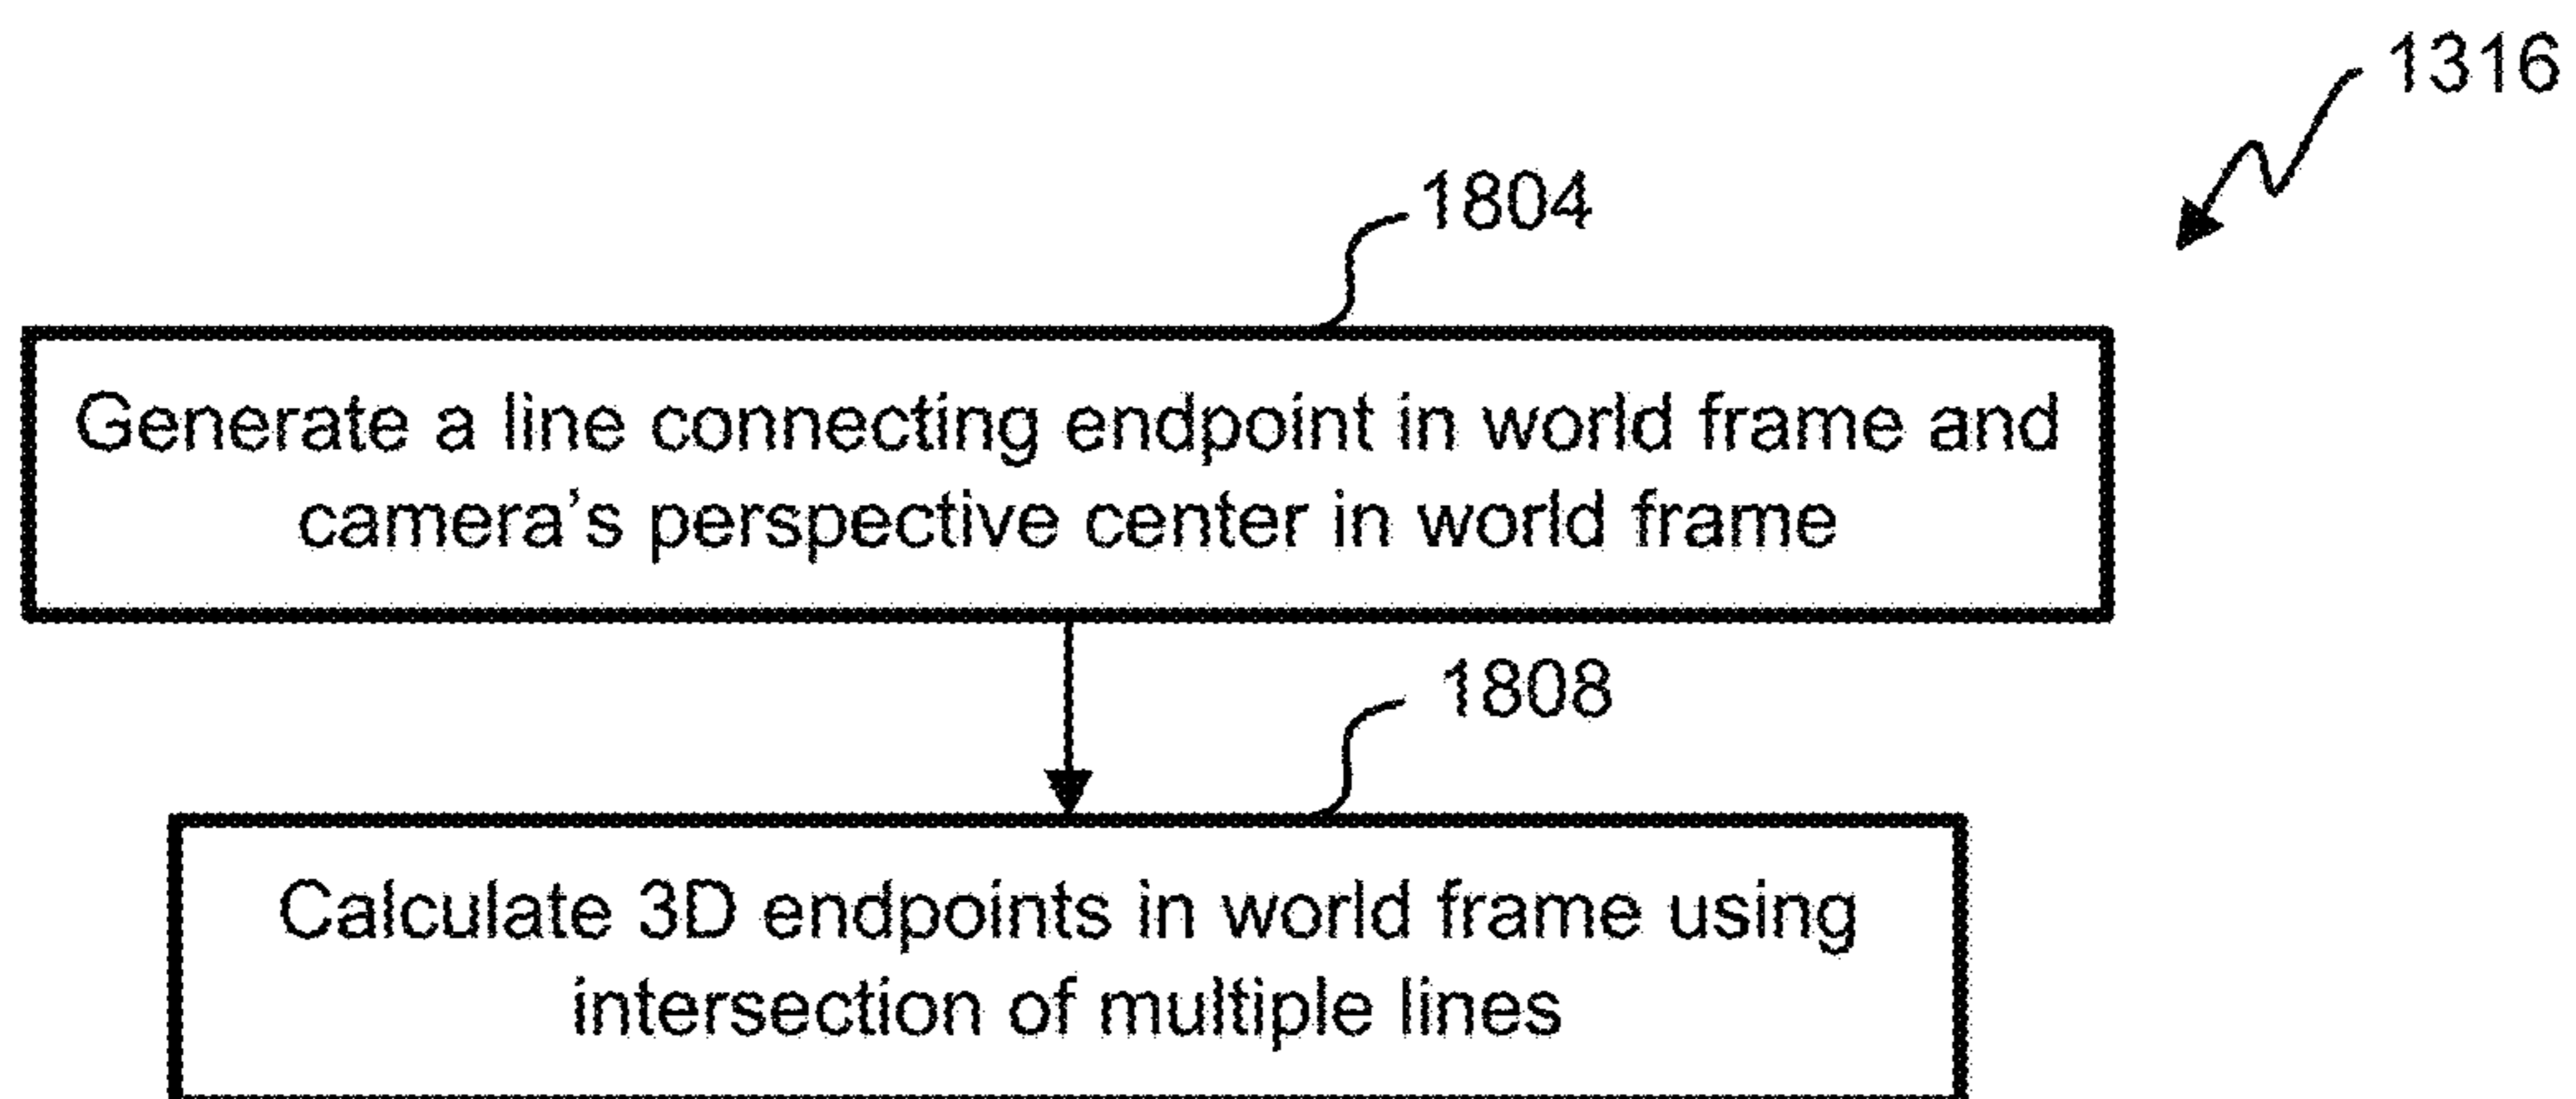 1316
1804
Generate a line connecting endpoint in world frame and
camera's perspective center in world frame
1808
Calculate 3D endpoints in world frame using
intersection of multiple lines